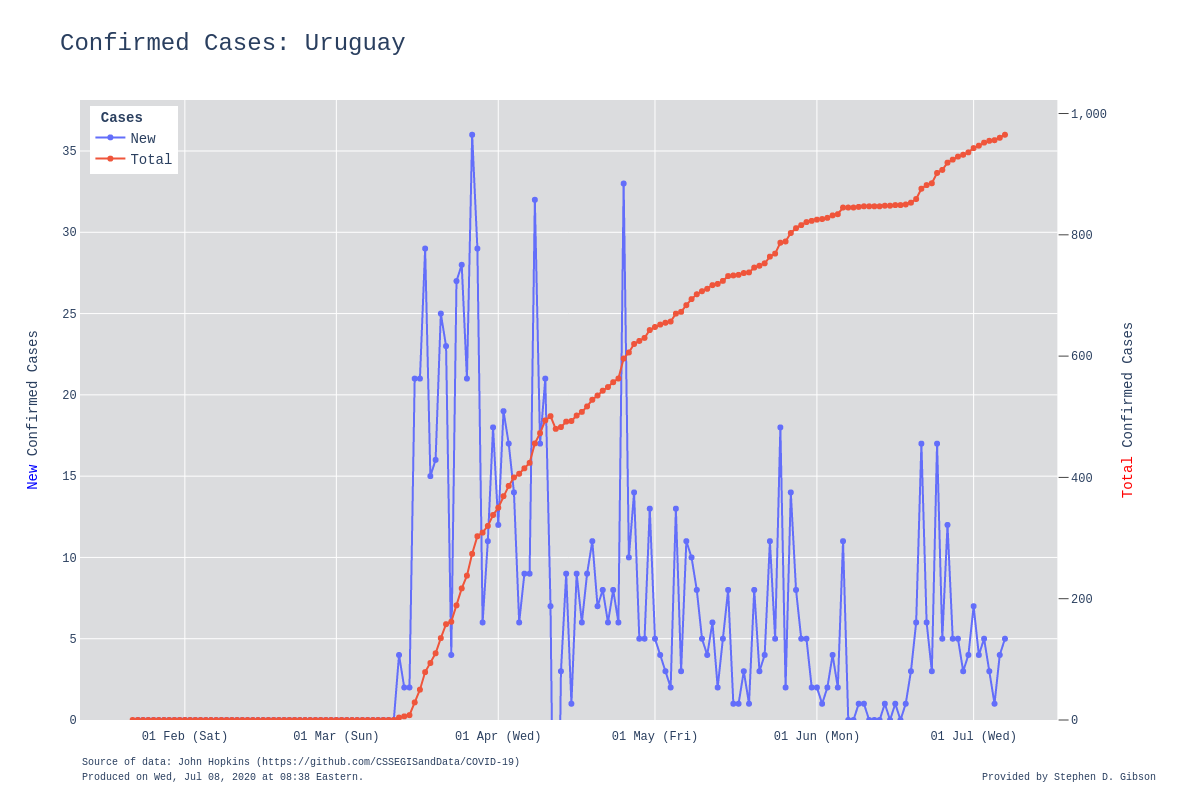 Confirmed Cases: Uruguay
Cases
New
Total
35
30
25
20
15
10
5
0
1,000
800
600
400
200
0
New Confirmed Cases
Total Confirmed Cases
01 Feb (Sat)
01 Mar (Sun)
01 Apr (Wed)
01 May (Fri)
01 Jun (Mon)
01 Jul (Wed)
Source of data: John Hopkins (https://github.com/CSSEGISandData/COVID-19)
Produced on Wed, Jul 08, 2020 at 08:38 Eastern.
Provided by Stephen D. Gibson